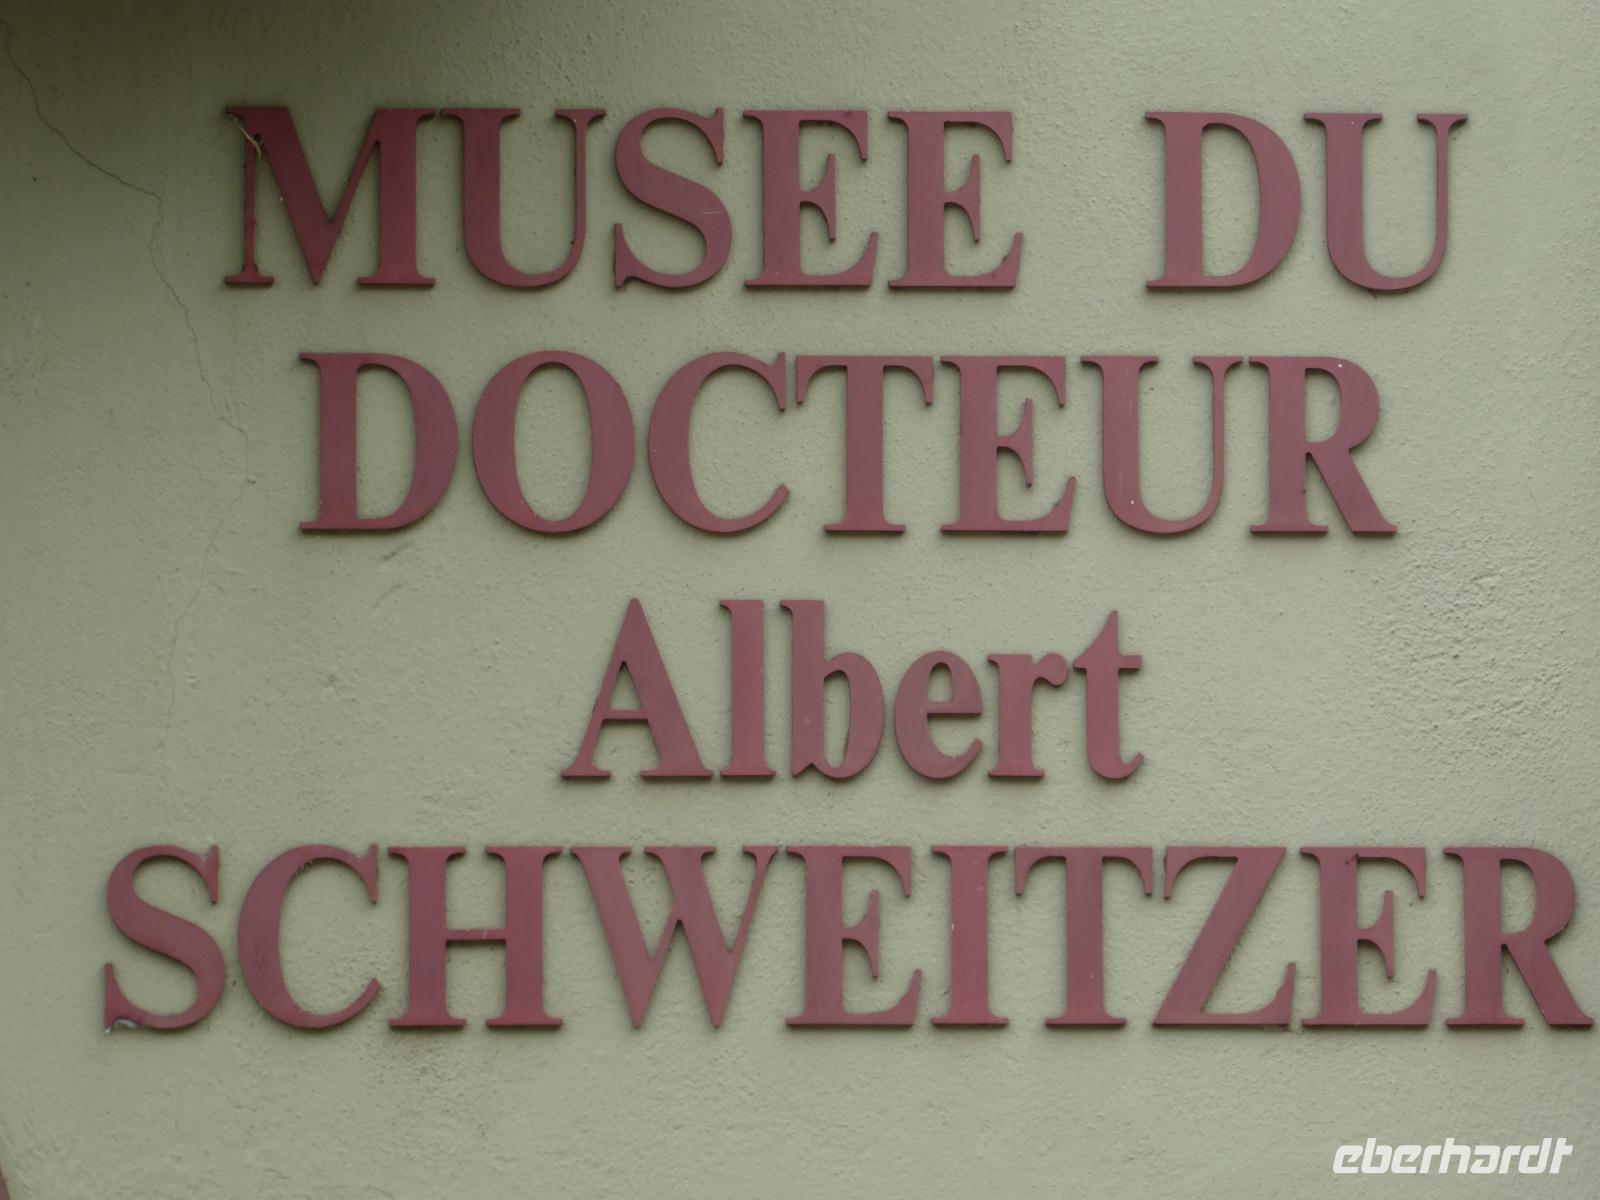 MUSEE DU
DOCTEUR
Albert
SCHWEITZER
eberhardt